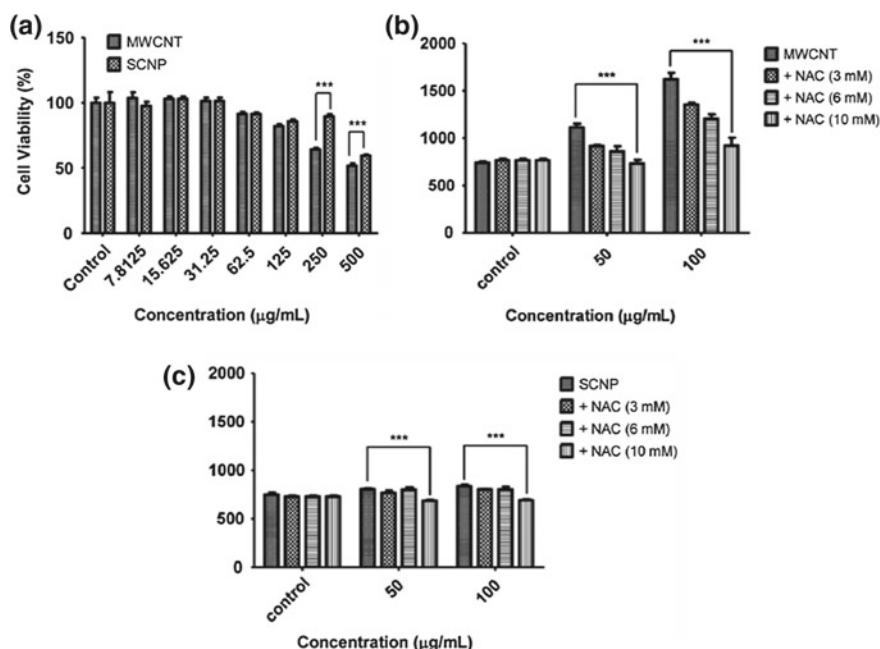 (a)
150
100
50
0
Cell Viability (%)
MWCNT
SCNP
***
***
Control
7.8125
15.625
31.25
62.5
125
250
500
Concentration (μg/mL)
(b)
2000
1500
1000
500
0
***
***
MWCNT
+ NAC (3 mM)
+ NAC (6 mM)
+ NAC (10 mM)
control
50
100
Concentration (μg/mL)
(c)
2000
1500
1000
500
0
***
***
SCNP
+ NAC (3 mM)
+ NAC (6 mM)
+ NAC (10 mM)
control
50
100
Concentration (μg/mL)